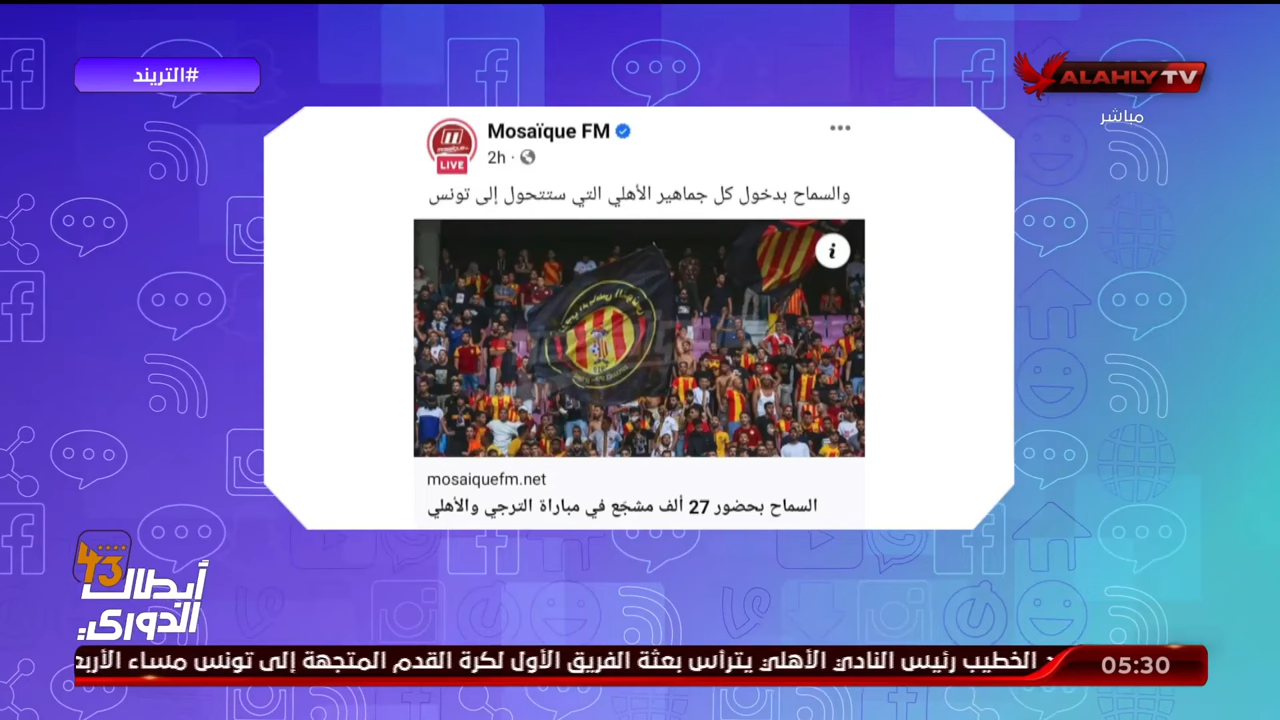 #التريند
ALAHLY TV
مباشر
Mosaïque FM
LIVE
2h
والسماح بدخول كل جماهير الأهلي التي ستتحول إلى تونس
mosaiquefm.net
السماح بحضور 27 ألف مشجّع في مباراة الترجي والأهلي
43
أبطال
الدوري
الخطيب رئيس النادي الأهلي يترأس بعثة الفريق الأول لكرة القدم المتجهة إلى تونس مساء الأربع
05:30